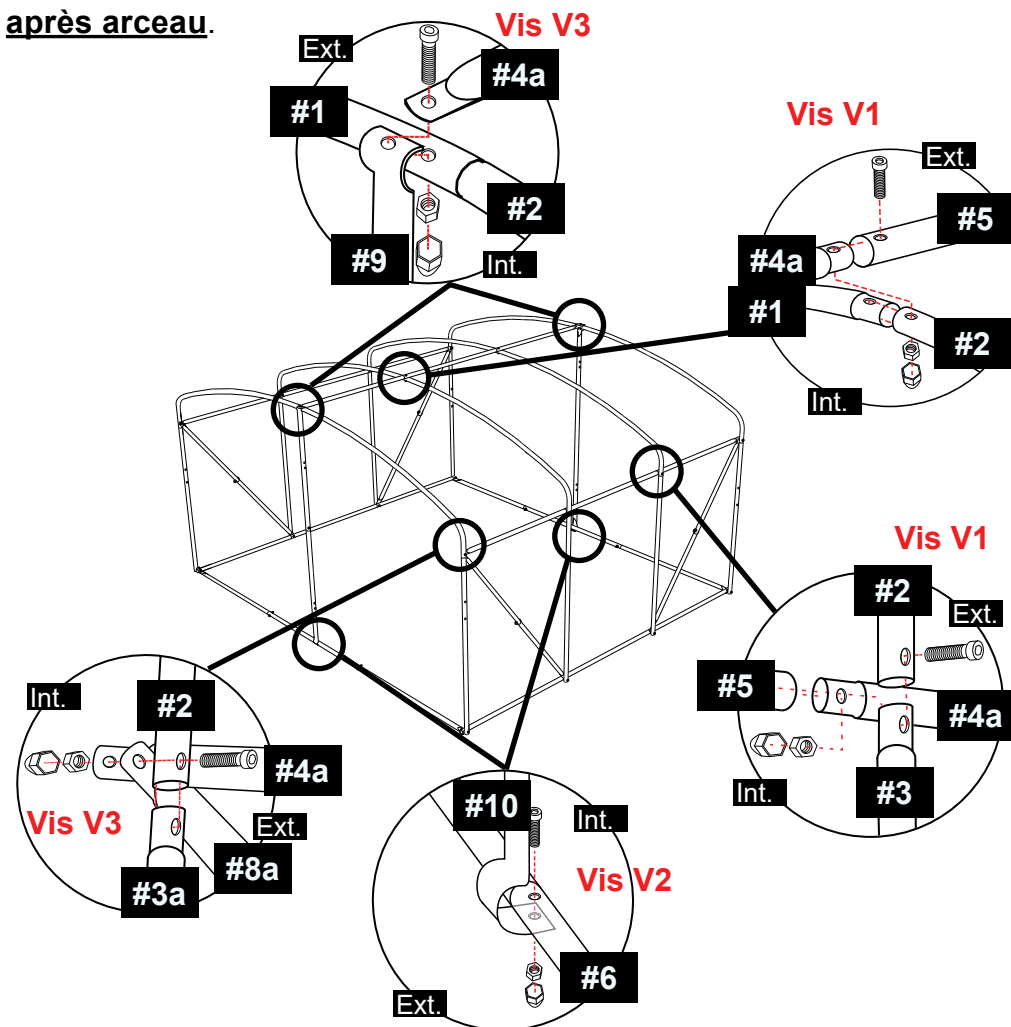 après arceau.
Vis V3
Ext.
#4a
#1
#2
#9
Int.
Vis V1
Ext.
#5
#4a
#1
#2
Int.
Vis V1
#2
Ext.
#5
#4a
Int.
#3
Int.
#2
#4a
Vis V3
Ext.
#8a
#3a
#10
Int.
Vis V2
#6
Ext.